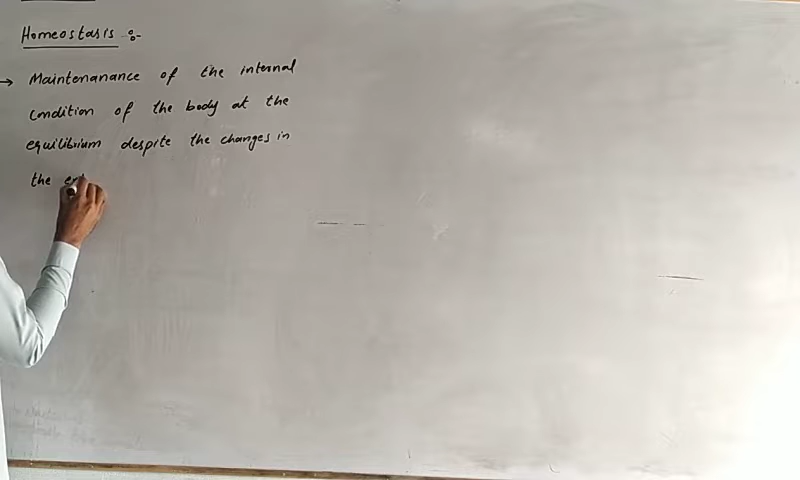 Homeostasis :-
→ Maintenanance of the internal
condition of the body at the
equilibrium despite the changes in
the